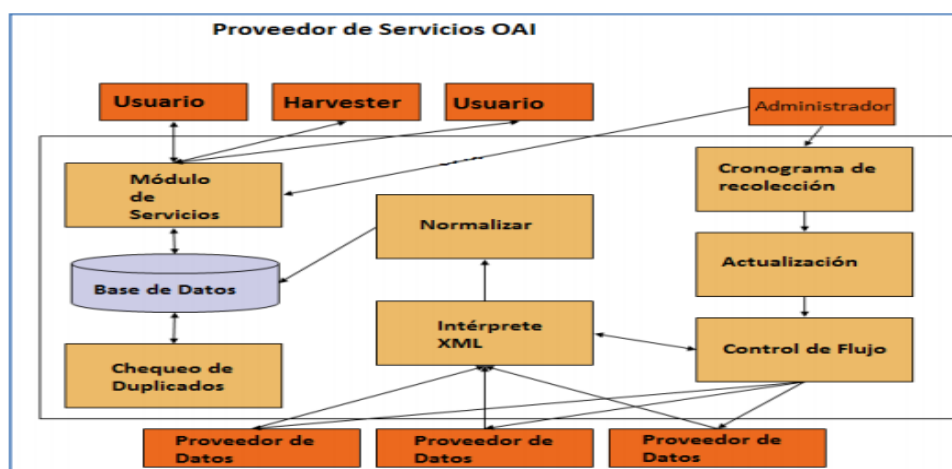 Proveedor de Servicios OAI
Usuario
Harvester
Usuario
Administrador
Módulo
de
Servicios
Cronograma de
recolección
Normalizar
Actualización
Base de Datos
Intérprete
XML
Control de Flujo
Chequeo de
Duplicados
Proveedor de
Datos
Proveedor de
Datos
Proveedor de
Datos